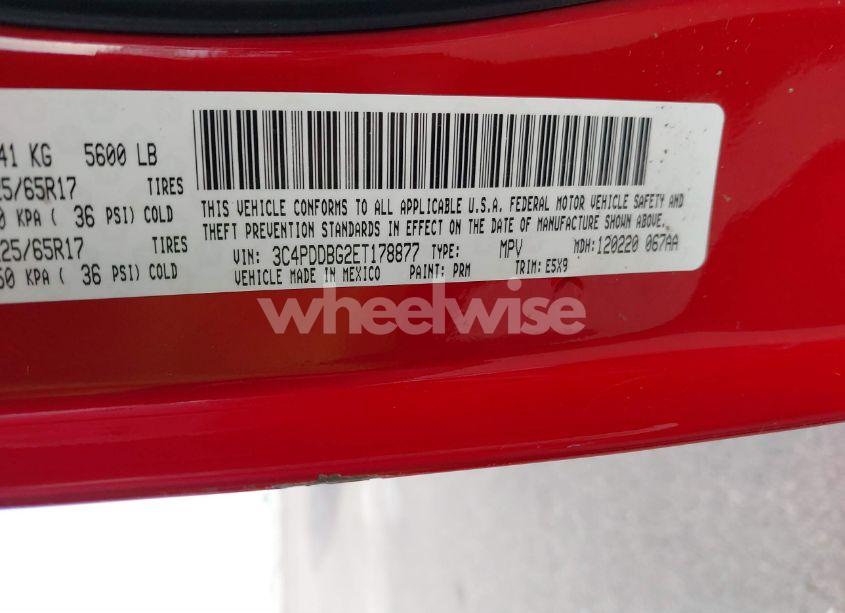 41 KG 5600 LB
25/65R17 TIRES
0 KPA ( 36 PSI) COLD
25/65R17 TIRES
50 KPA ( 36 PSI) COLD
THIS VEHICLE CONFORMS TO ALL APPLICABLE U.S.A. FEDERAL MOTOR VEHICLE SAFETY AND
THEFT PREVENTION STANDARDS IN EFFECT ON THE DATE OF MANUFACTURE SHOWN ABOVE.
VIN: 3C4PDDBG2ET178877 TYPE: MPV MDH:120220 067AA
VEHICLE MADE IN MEXICO PAINT: PRM TRIM: E5X9
wheelwise